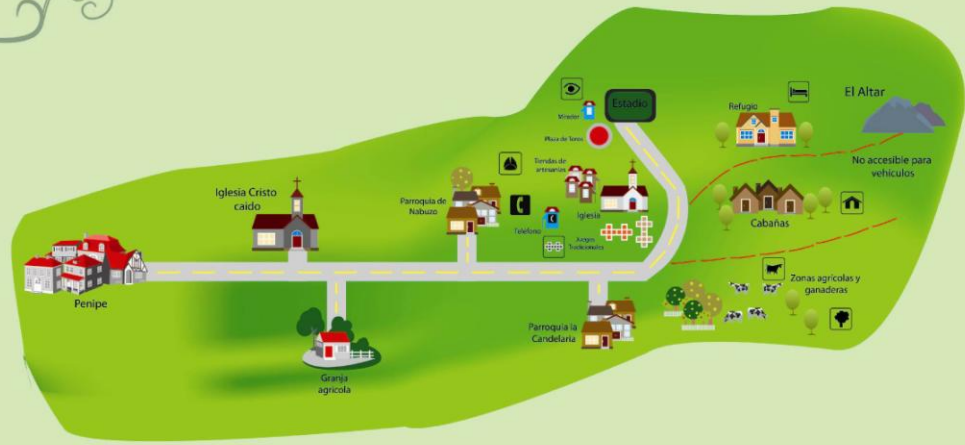 Estadio
Mirador
Plaza de Toros
Tiendas de
artesanías
Iglesia
Juegos
Tradicionales
Teléfono
Parroquia de
Nabuzo
Iglesia Cristo
caido
Penipe
Granja
agrícola
Parroquia la
Candelaria
Refugio
El Altar
No accesible para
vehículos
Cabañas
Zonas agrícolas y
ganaderas